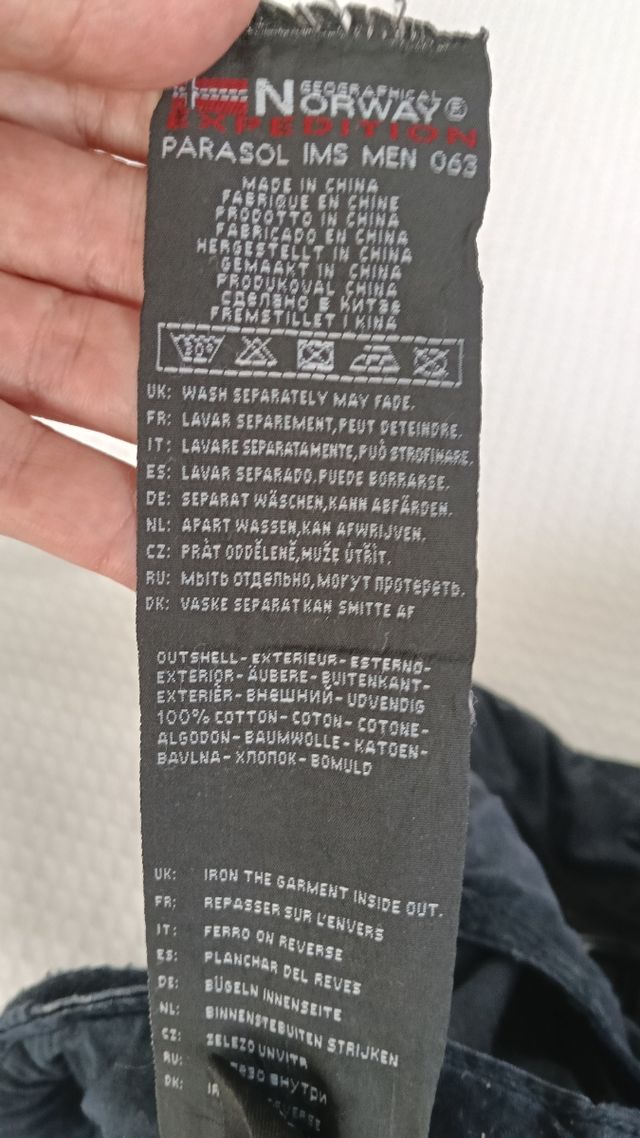 GEOGRAPHICAL
NORWAY®
EXPEDITION
PARASOL IMS MEN 063
MADE IN CHINA
FABRIQUE EN CHINE
PRODOTTO IN CHINA
FABRICADO EN CHINA
HERGESTELLT IN CHINA
GEMAAKT IN CHINA
PRODUKOVAL CHINA
СДЕЛАНО В КИТАЕ
FREMSTILLET I KINA
30°
UK: WASH SEPARATELY MAY FADE.
FR: LAVAR SEPAREMENT,PEUT DETEINDRE.
IT: LAVARE SEPARATAMENTE,PUÒ STROFINARE.
ES: LAVAR SEPARADO.PUEDE BORRARSE.
DE: SEPARAT WÄSCHEN,KANN ABFÄRDEN.
NL: APART WASSEN,KAN AFWRIJVEN.
CZ: PRÁT ODDĚLENĚ,MUŽE ÚTŘÍT.
RU: МЫТЬ ОТДЕЛЬНО,МОГУТ ПРОТЕРЕТЬ.
DK: VASKE SEPARATKAN SMITTE AF
OUTSHELL-EXTERIEUR-ESTERNO-
EXTERIOR-ÄUBERE-BUITENKANT-
EXTERIÉR-ВНЕШНИЙ-UDVENDIG
100% COTTON-COTON-COTONE-
ALGODON-BAUMWOLLE-KATOEN-
BAVLNA-ХЛОПОК-BOMULD
UK: IRON THE GARMENT INSIDE OUT.
FR: REPASSER SUR L'ENVERS
IT: FERRO ON REVERSE
ES: PLANCHAR DEL REVES
DE: BÜGELN INNENSEITE
NL: BINNENSTEBUITEN STRIJKEN
CZ: ZELEZO UNVITR
RU: ВНУТРИ
DK: